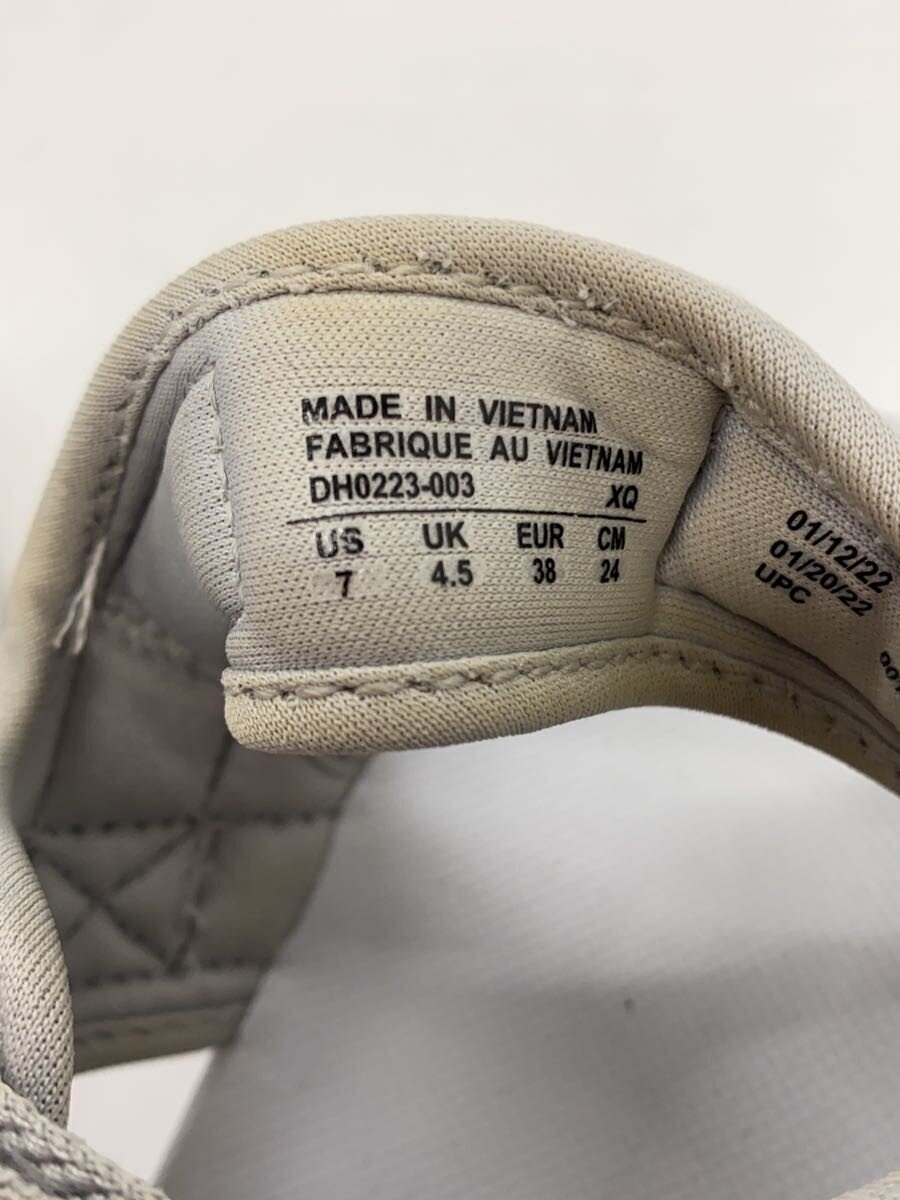 MADE IN VIETNAM
FABRIQUE AU VIETNAM
DH0223-003 XQ
US UK EUR CM
7 4.5 38 24
01/12/22
01/20/22
UPC